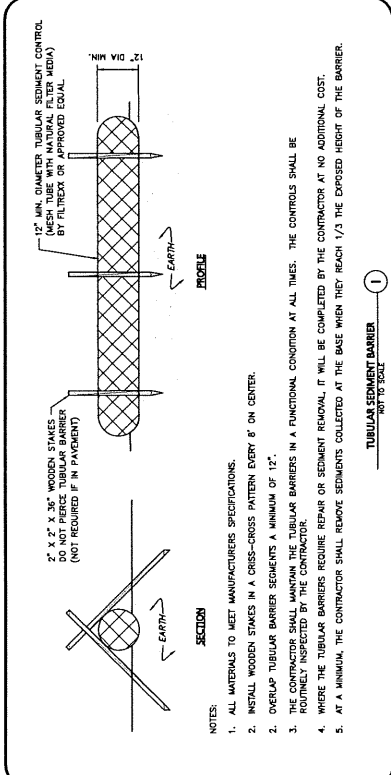 12" MIN. DIAMETER TUBULAR SEDIMENT CONTROL
(MESH TUBE WITH NATURAL FILTER MEDIA)
BY FILTREXX OR APPROVED EQUAL
2" X 2" X 36" WOODEN STAKES
DO NOT PIERCE TUBULAR BARRIER
(NOT REQUIRED IF IN PAVEMENT)
12" DIA MIN.
EARTH
EARTH
SECTION
PROFILE
NOTES:
1. ALL MATERIALS TO MEET MANUFACTURERS SPECIFICATIONS.
2. INSTALL WOODEN STAKES IN A CRISS-CROSS PATTERN EVERY 8' ON CENTER.
2. OVERLAP TUBULAR BARRIER SEGMENTS A MINIMUM OF 12".
3. THE CONTRACTOR SHALL MAINTAIN THE TUBULAR BARRIERS IN A FUNCTIONAL CONDITION AT ALL TIMES. THE CONTROLS SHALL BE
ROUTINELY INSPECTED BY THE CONTRACTOR.
4. WHERE THE TUBULAR BARRIERS REQUIRE REPAIR OR SEDIMENT REMOVAL, IT WILL BE COMPLETED BY THE CONTRACTOR AT NO ADDITIONAL COST.
5. AT A MINIMUM, THE CONTRACTOR SHALL REMOVE SEDIMENTS COLLECTED AT THE BASE WHEN THEY REACH 1/3 THE EXPOSED HEIGHT OF THE BARRIER.
TUBULAR SEDIMENT BARRIER
NOT TO SCALE
1